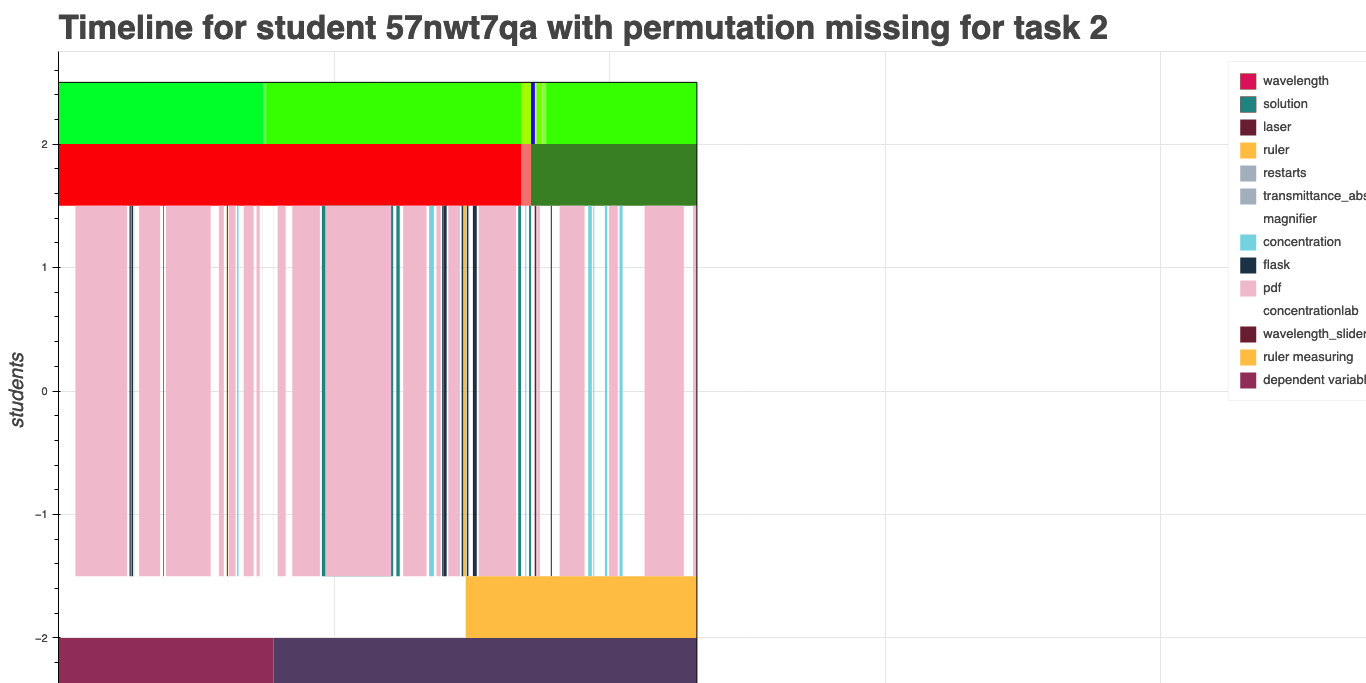 Timeline for student 57nwt7qa with permutation missing for task 2
wavelength
solution
laser
ruler
restarts
transmittance_abs
magnifier
concentration
flask
pdf
concentrationlab
wavelength_slider
ruler measuring
dependent variabl
2
1
0
−1
−2
students